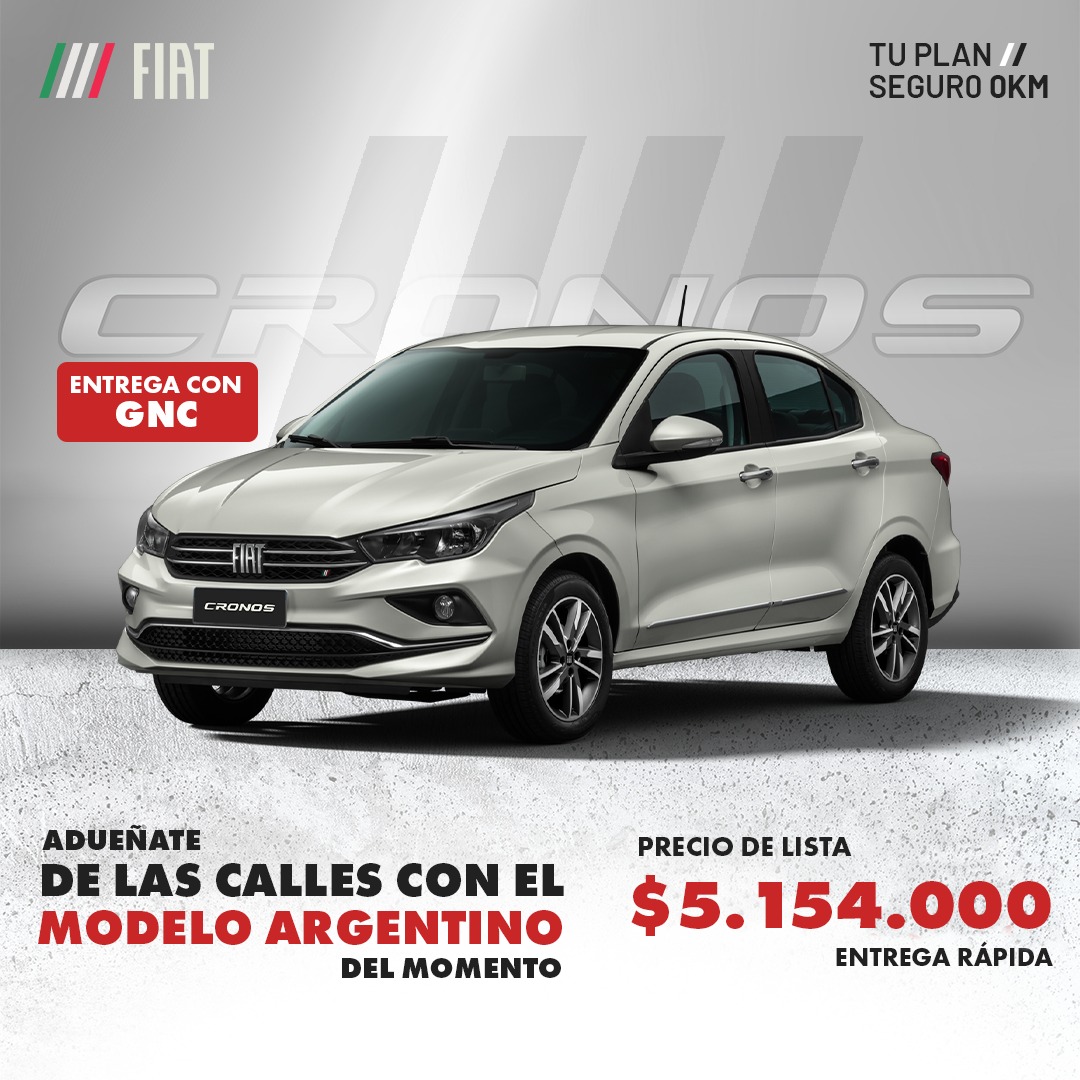 FIAT
TU PLAN //
SEGURO 0KM
CRONOS
ENTREGA CON
GNC
FIAT
CRONOS
ADUEÑATE
DE LAS CALLES CON EL
MODELO ARGENTINO
DEL MOMENTO
PRECIO DE LISTA
$5.154.000
ENTREGA RÁPIDA